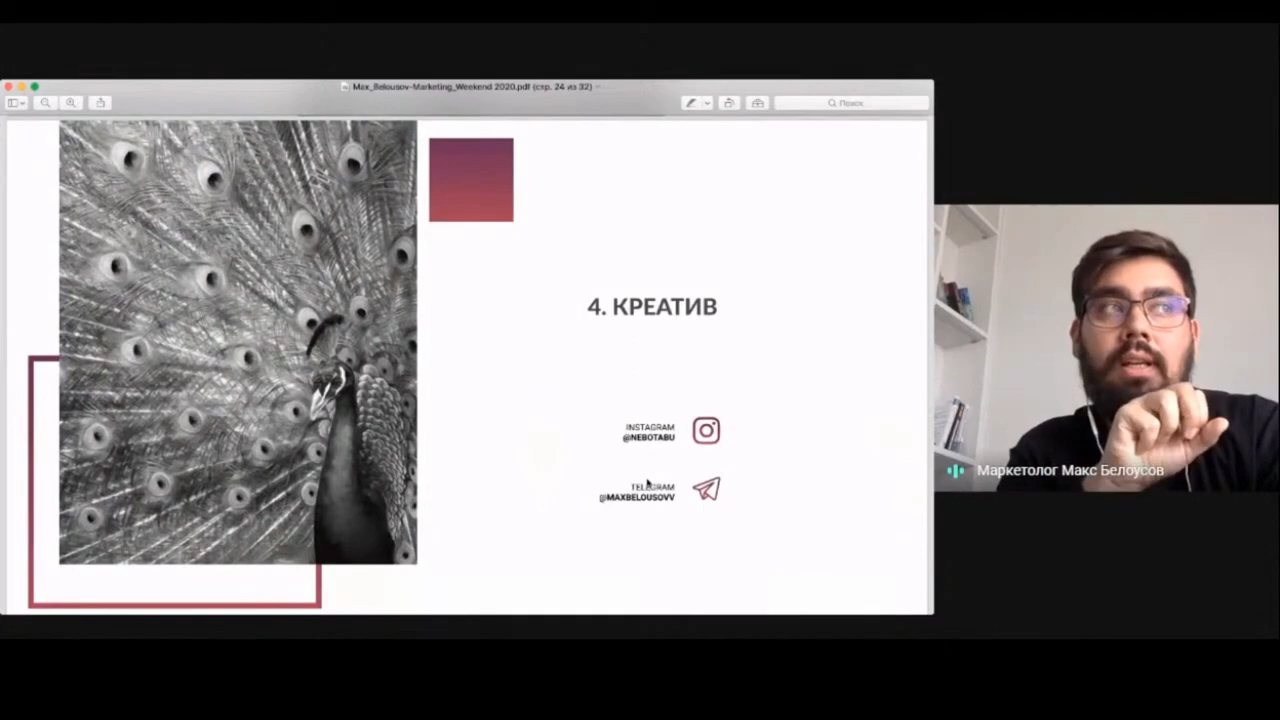 Max_Belousov-Marketing_Weekend 2020.pdf (стр. 24 из 32)
Поиск
4. КРЕАТИВ
INSTAGRAM
@NEBOTABU
TELEGRAM
@MAXBELOUSOVV
Маркетолог Макс Белоусов